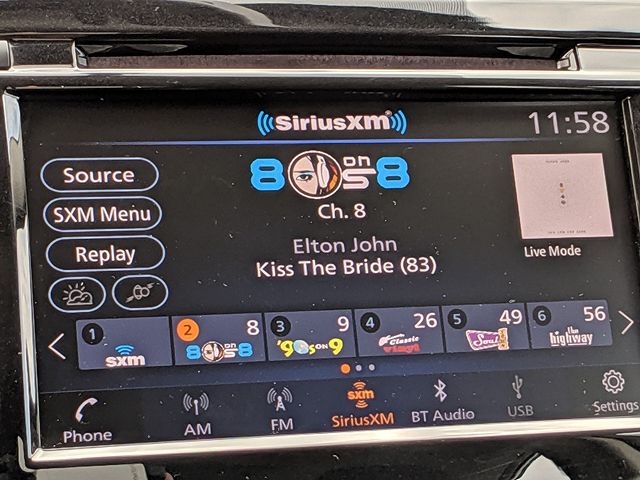 SiriusXM
11:58
Source
SXM Menu
Replay
80s on 8
Ch. 8
Elton John
Kiss The Bride (83)
Live Mode
1
sxm
2
8
80s on 8
3
9
'90s ON 9
4
26
Classic
vinyl
5
49
Soul
6
56
the
highway
Phone
AM
FM
sxm
SiriusXM
BT Audio
USB
Settings